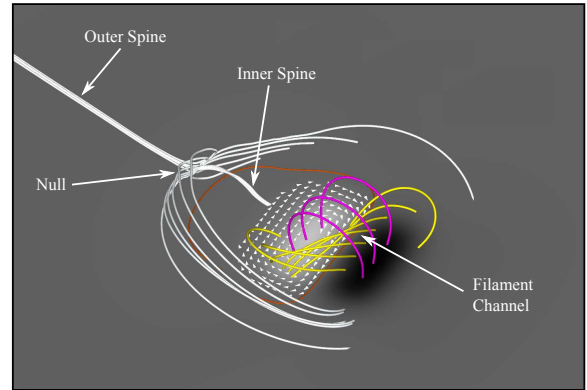 Outer Spine
Inner Spine
Null
Filament
Channel